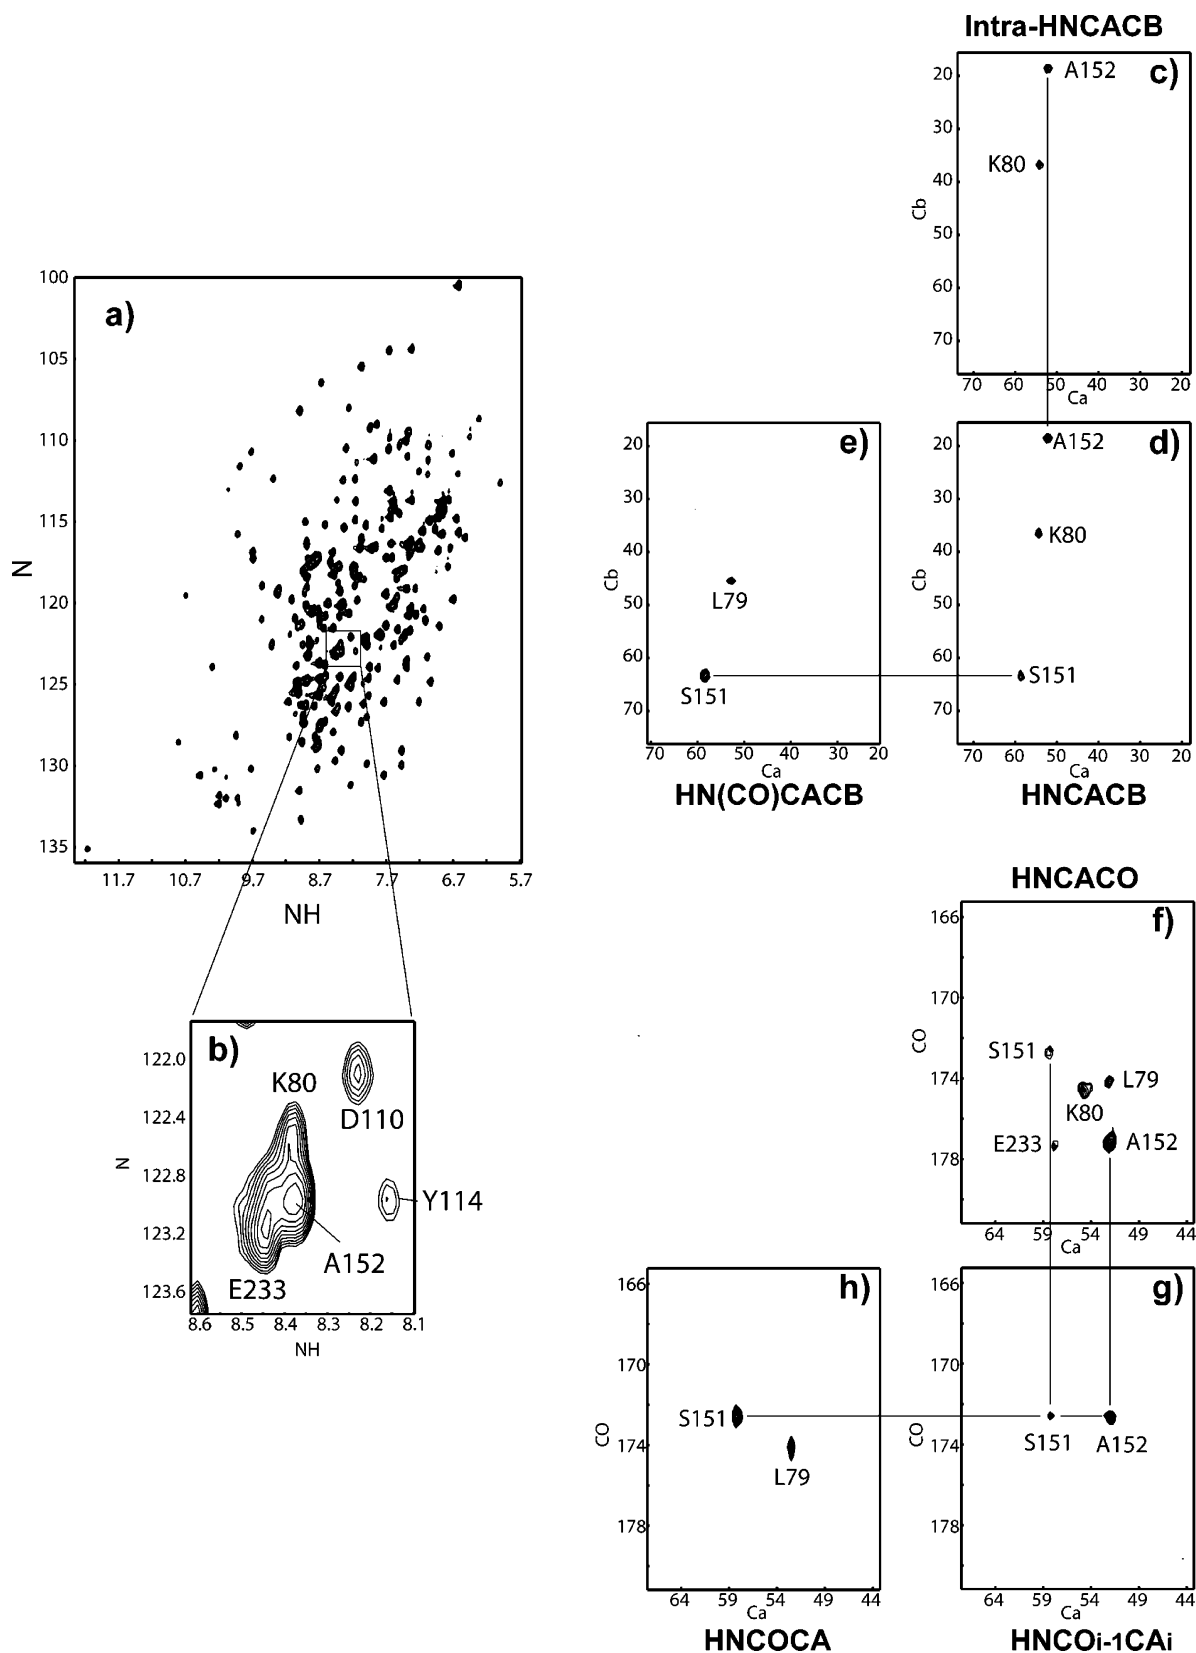 Intra-HNCACB
c)
20
30
40
50
60
70
Cb
A152
K80
70 60 50 40 30 20
Ca
a)
100
105
110
115
120
125
130
135
N
11.7 10.7 9.7 8.7 7.7 6.7 5.7
NH
e)
20
30
40
50
60
70
Cb
L79
S151
70 60 50 40 30 20
Ca
HN(CO)CACB
d)
20
30
40
50
60
70
Cb
A152
K80
S151
70 60 50 40 30 20
Ca
HNCACB
b)
122.0
122.4
122.8
123.2
123.6
N
K80
D110
Y114
A152
E233
8.6 8.5 8.4 8.3 8.2 8.1
NH
HNCACO
f)
166
170
174
178
CO
S151
L79
K80
E233
A152
64 59 54 49 44
Ca
h)
166
170
174
178
CO
S151
L79
64 59 54 49 44
Ca
HNCOCA
g)
166
170
174
178
CO
S151 A152
64 59 54 49 44
Ca
HNCOi-1CAi